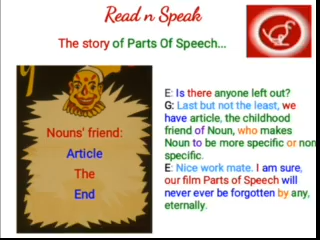 Read n Speak
The story of Parts Of Speech...
Nouns' friend:
Article
The
End
E: Is there anyone left out?
G: Last but not the least, we
have article, the childhood
friend of Noun, who makes
Noun to be more specific or non
specific.
E: Nice work mate. I am sure,
our film Parts of Speech will
never ever be forgotten by any,
eternally.